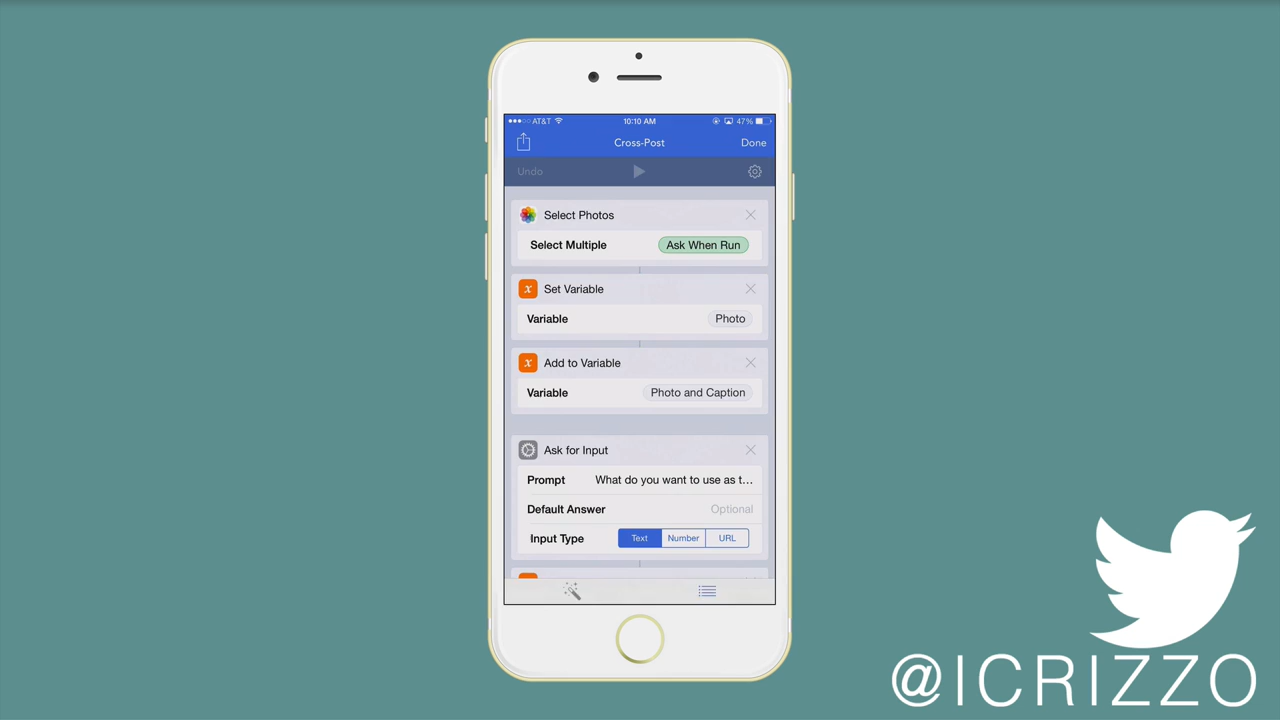 AT&T 10:10 AM 47%
Cross-Post Done
Undo
Select Photos
Select Multiple Ask When Run
x Set Variable
Variable Photo
x Add to Variable
Variable Photo and Caption
Ask for Input
Prompt What do you want to use as t...
Default Answer Optional
Input Type Text Number URL
@ICRIZZO